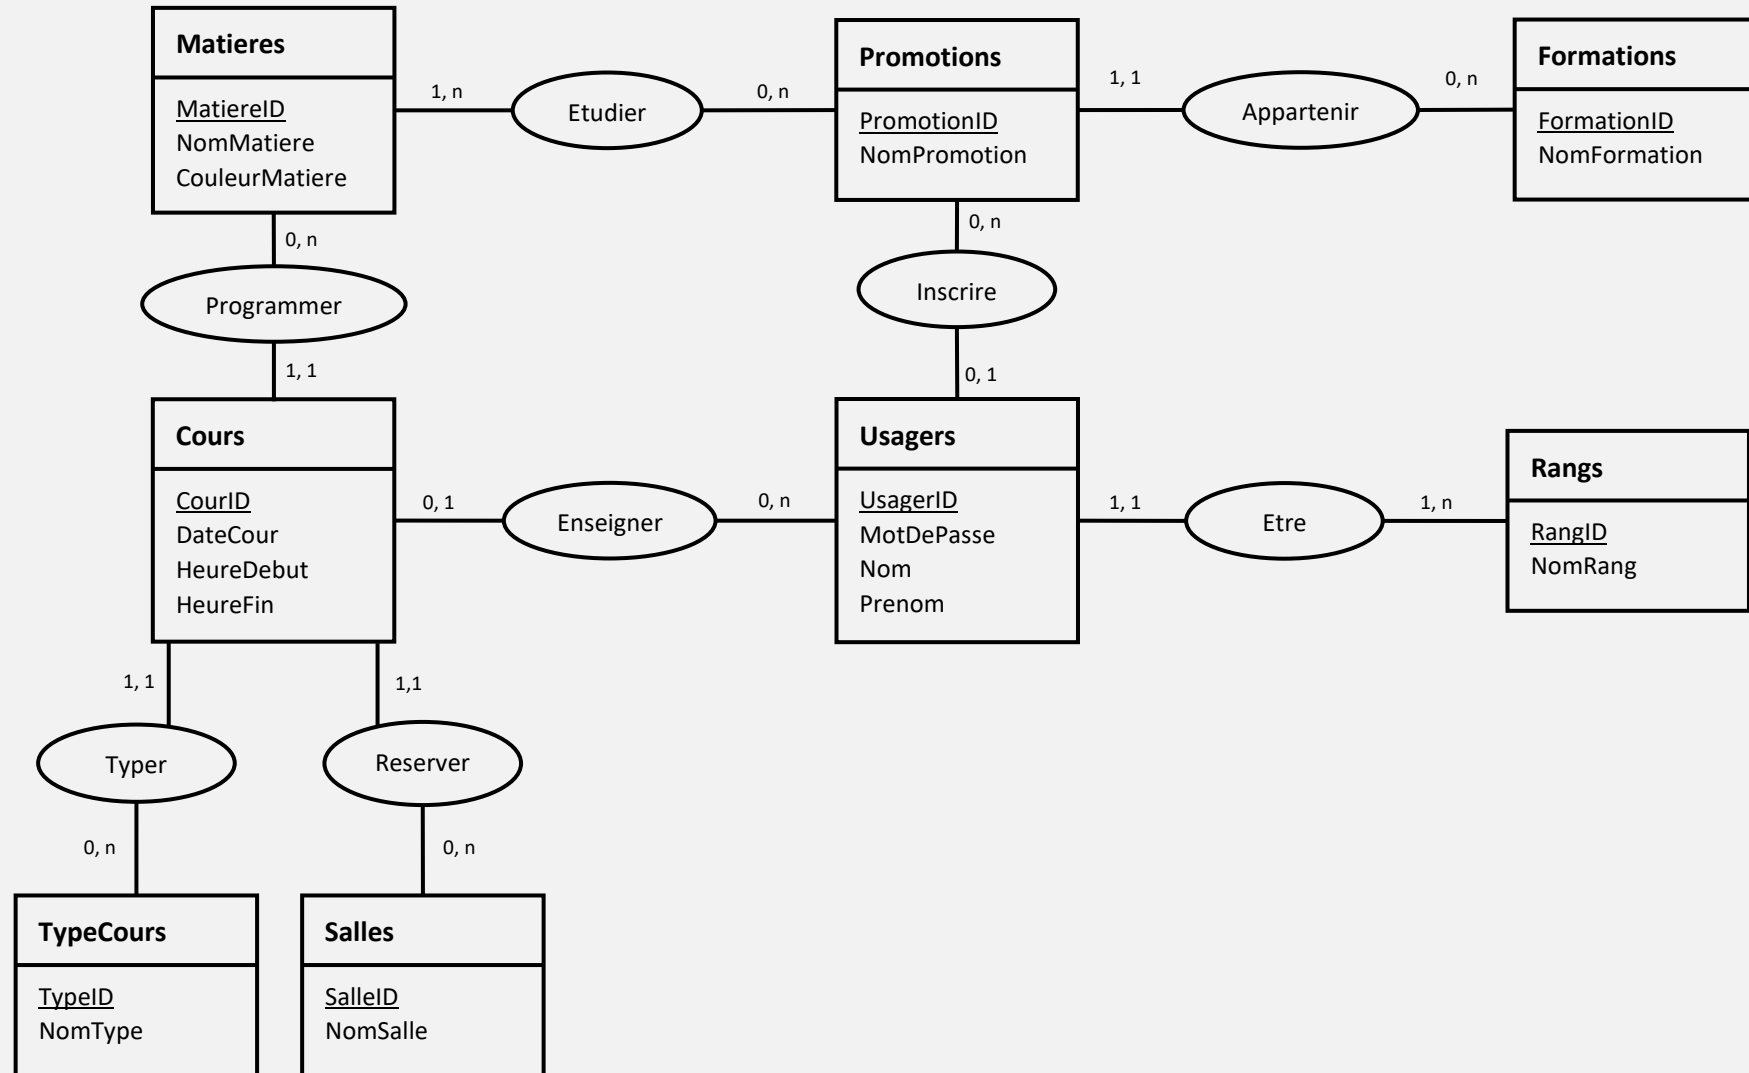 Matieres
MatiereID
NomMatiere
CouleurMatiere
1, n
Etudier
0, n
Promotions
PromotionID
NomPromotion
1, 1
Appartenir
0, n
Formations
FormationID
NomFormation
0, n
Programmer
1, 1
0, n
Inscrire
0, 1
Cours
CourID
DateCour
HeureDebut
HeureFin
0, 1
Enseigner
0, n
Usagers
UsagerID
MotDePasse
Nom
Prenom
1, 1
Etre
1, n
Rangs
RangID
NomRang
1, 1
Typer
0, n
1,1
Reserver
0, n
TypeCours
TypeID
NomType
Salles
SalleID
NomSalle